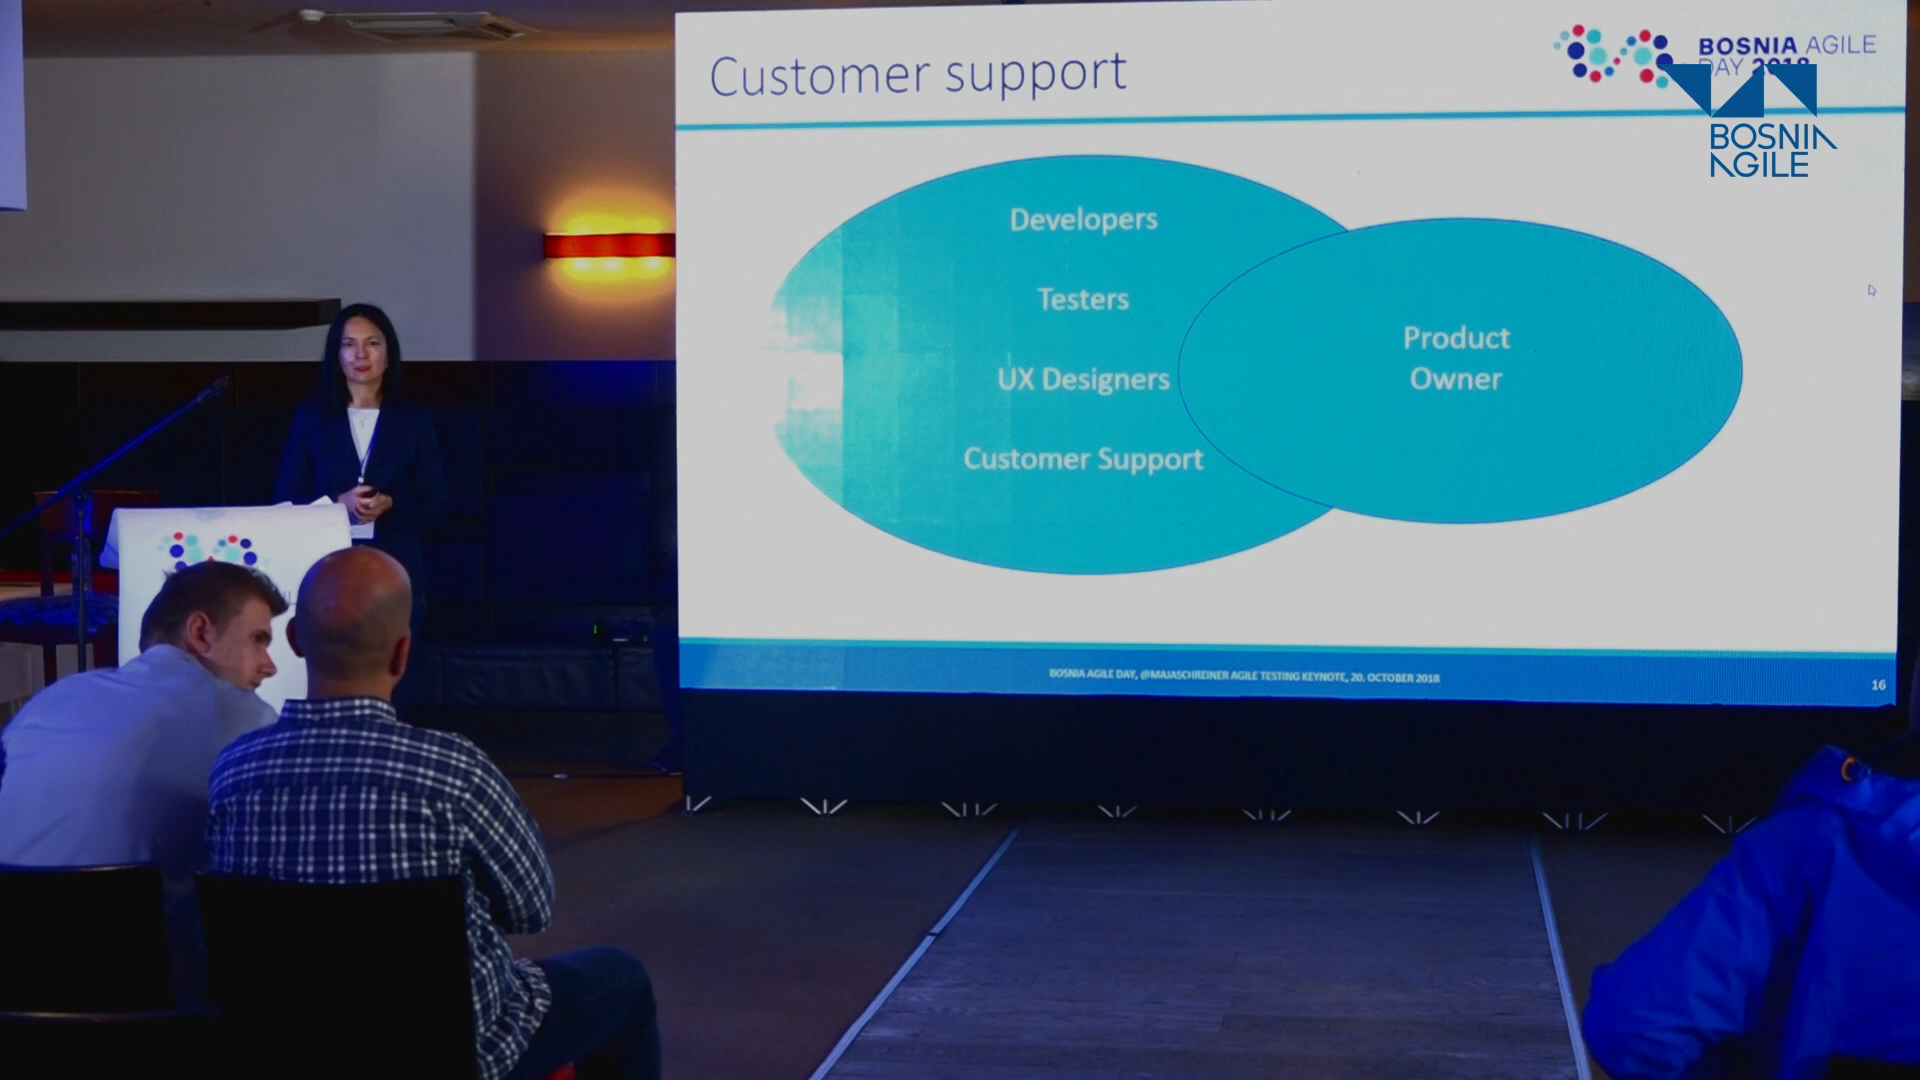 Customer support
BOSNIA AGILE
DAY 2018
BOSNIA
AGILE
Developers
Testers
UX Designers
Customer Support
Product
Owner
BOSNIA AGILE DAY, @MAJASCHREINER AGILE TESTING KEYNOTE, 20. OCTOBER 2018
16